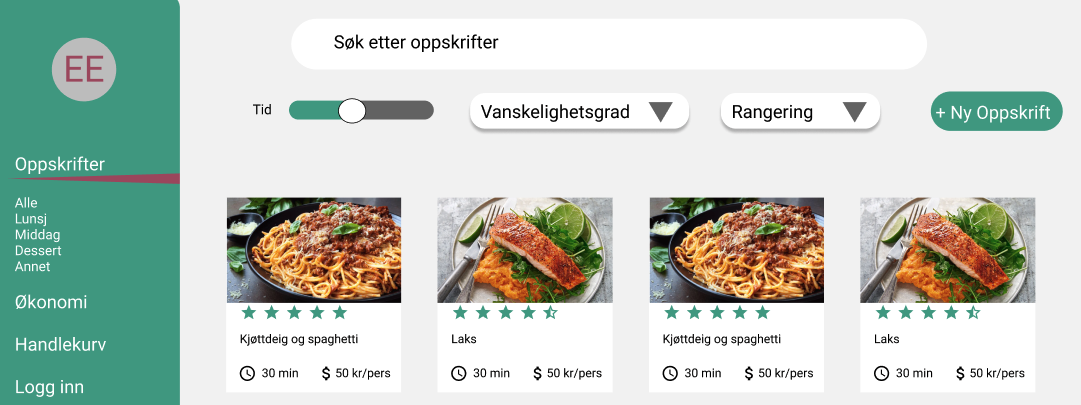 EE
Oppskrifter
Alle
Lunsj
Middag
Dessert
Annet
Økonomi
Handlekurv
Logg inn
Søk etter oppskrifter
Tid
Vanskelighetsgrad
Rangering
+ Ny Oppskrift
Kjøttdeig og spaghetti
30 min $ 50 kr/pers
Laks
30 min $ 50 kr/pers
Kjøttdeig og spaghetti
30 min $ 50 kr/pers
Laks
30 min $ 50 kr/pers